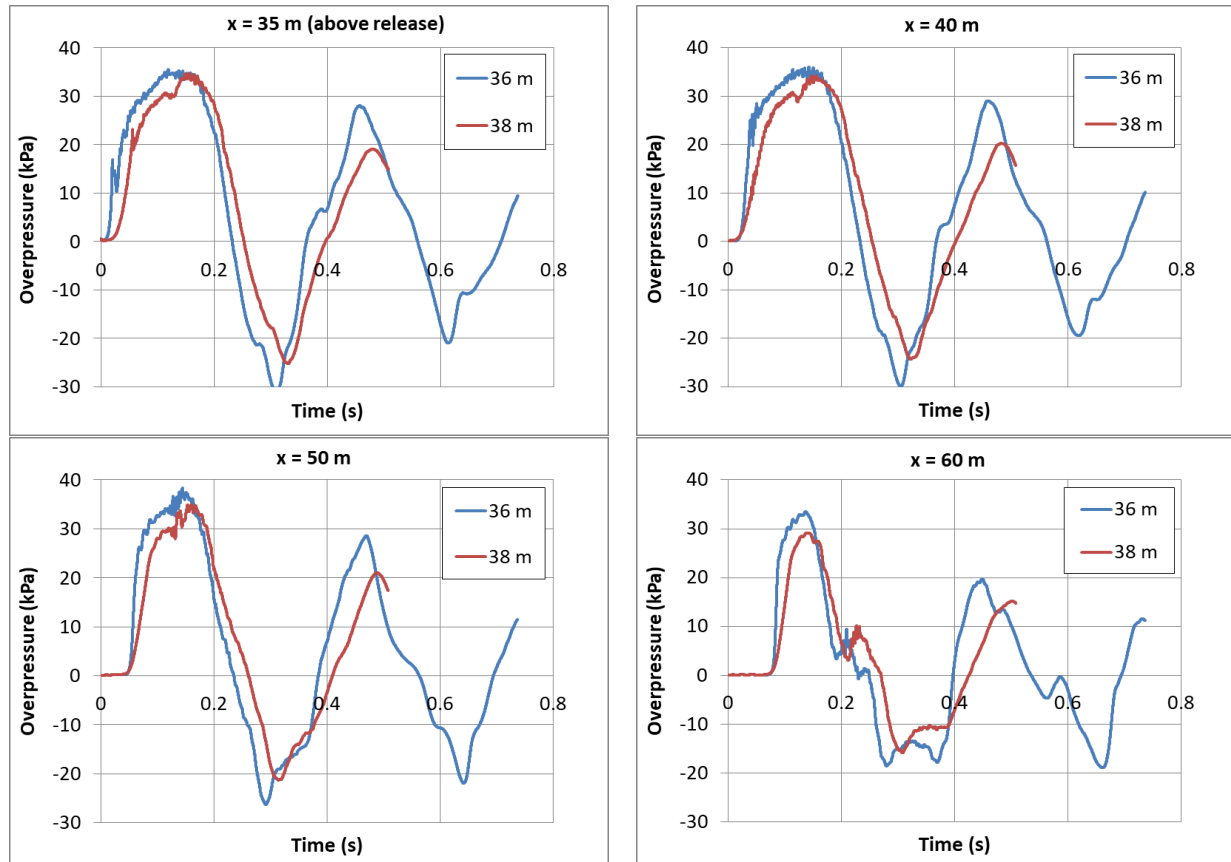 x = 35 m (above release)
Overpressure (kPa)
40
30
20
10
0
-10
-20
-30
0
0.2
0.4
0.6
0.8
36 m
38 m
Time (s)
x = 40 m
Overpressure (kPa)
40
30
20
10
0
-10
-20
-30
0
0.2
0.4
0.6
0.8
36 m
38 m
Time (s)
x = 50 m
Overpressure (kPa)
40
30
20
10
0
-10
-20
-30
0
0.2
0.4
0.6
0.8
36 m
38 m
Time (s)
x = 60 m
Overpressure (kPa)
40
30
20
10
0
-10
-20
-30
0
0.2
0.4
0.6
0.8
36 m
38 m
Time (s)